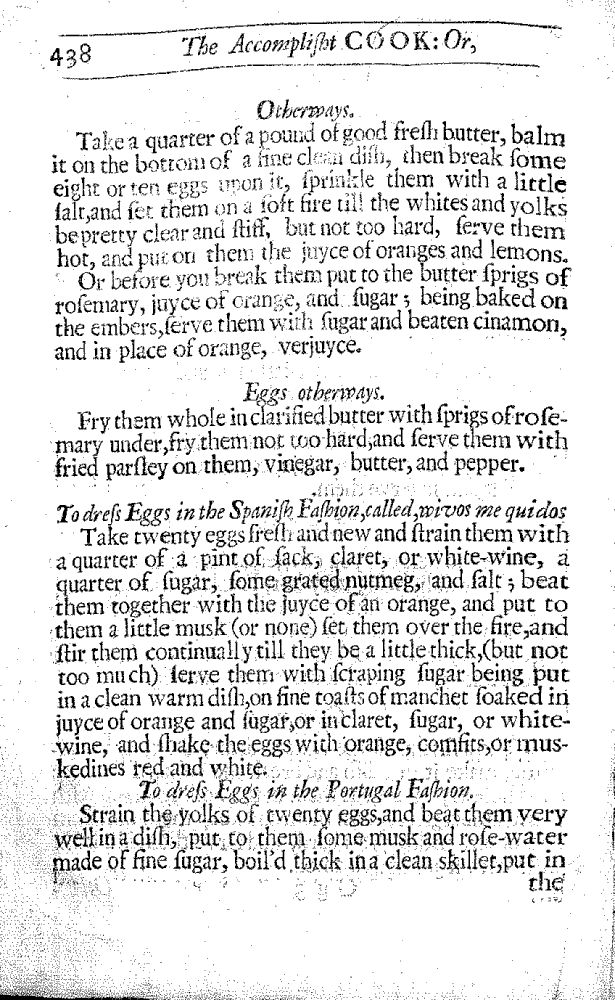 438 The Accompliſht COOK: Or,
Otherways.
Take a quarter of a pound of good freſh butter, balm
it on the bottom of a fine clean diſh, then break ſome
eight or ten eggs upon it, ſprinkle them with a little
ſalt,and ſet them on a ſoft fire till the whites and yolks
be pretty clear and ſtiff, but not too hard, ſerve them
hot, and put on them the juyce of oranges and lemons.
Or before you break them put to the butter ſprigs of
roſemary, juyce of orange, and ſugar; being baked on
the embers,ſerve them with ſugar and beaten cinamon,
and in place of orange, verjuyce.
Eggs otherways.
Fry them whole in clarified butter with ſprigs of roſe-
mary under,fry them not too hard,and ſerve them with
fried parſley on them, vinegar, butter, and pepper.
To dreſs Eggs in the Spaniſh Faſhion,called,wivos me quidos
Take twenty eggs freſh and new and ſtrain them with
a quarter of a pint of ſack, claret, or white-wine, a
quarter of ſugar, ſome grated nutmeg, and ſalt; beat
them together with the juyce of an orange, and put to
them a little musk (or none) ſet them over the fire,and
ſtir them continually till they be a little thick,(but not
too much) ſerve them with ſcraping ſugar being put
in a clean warm diſh,on fine toaſts of manchet ſoaked in
juyce of orange and ſugar,or in claret, ſugar, or white-
wine, and ſhake the eggs with orange, comfits,or mus-
kedines red and white.
To dreſs Eggs in the Portugal Faſhion.
Strain the yolks of twenty eggs,and beat them very
well in a diſh, put to them ſome musk and roſe-water
made of fine ſugar, boil'd thick in a clean skillet,put in
the